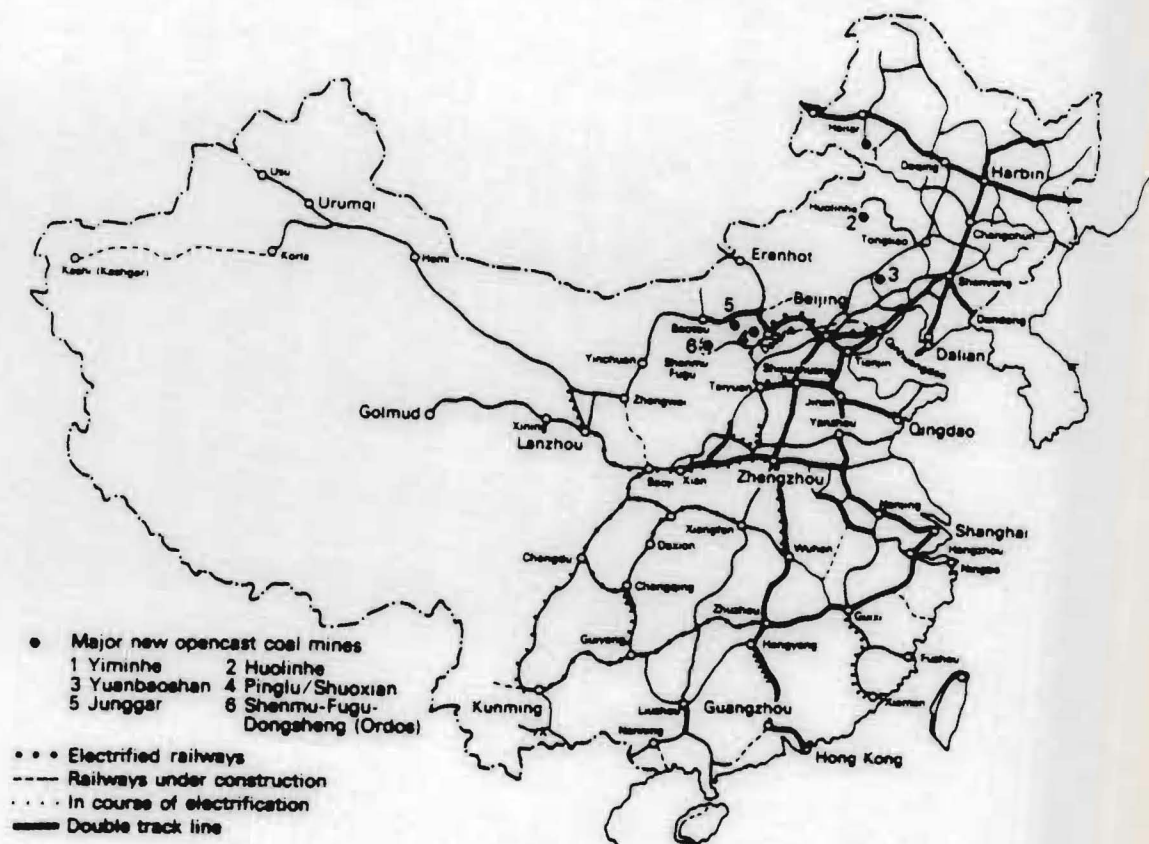 Usu
Urumqi
Kashi (Kashgar)
Korla
Hami
Golmud
Xining
Lanzhou
Yinchuan
Zhongwei
Baotou
Erenhot
Hailar
1
Daqing
Harbin
Huolinhe
2
Tongliao
Changchun
3
Shenyang
Beijing
Dandong
5
4
6
Shenmu
Fugu
Dalian
Tianjin
Shijiazhuang
Taiyuan
Jinan
Qingdao
Yanzhou
Baoji
Xian
Zhengzhou
Nanjing
Shanghai
Hangzhou
Ningbo
Xiangfan
Daxian
Wuhan
Chengdu
Chongqing
Zhuzhou
Guixi
Guiyang
Hengyang
Fuzhou
Kunming
Liuzhou
Guangzhou
Xiamen
Nanning
Hong Kong
Major new opencast coal mines
1 Yiminhe 2 Huolinhe
3 Yuanbaoshan 4 Pinglu/Shuoxian
5 Junggar 6 Shenmu-Fugu-
Dongsheng (Ordos)
Electrified railways
Railways under construction
In course of electrification
Double track line